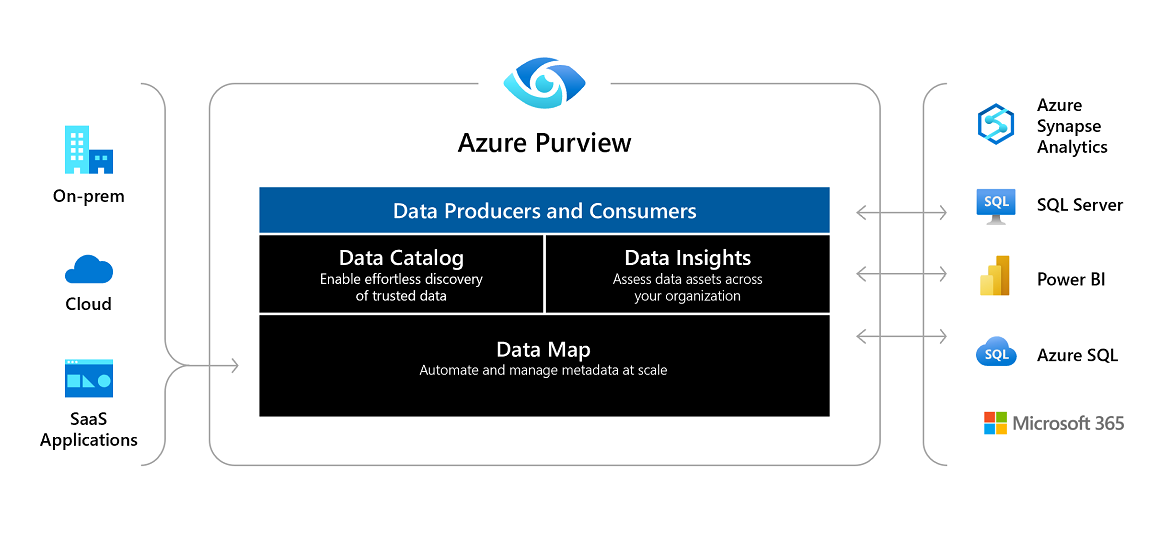 Azure Purview
On-prem
Cloud
SaaS
Applications
Data Producers and Consumers
Data Catalog
Enable effortless discovery
of trusted data
Data Insights
Assess data assets across
your organization
Data Map
Automate and manage metadata at scale
Azure
Synapse
Analytics
SQL
SQL Server
Power BI
SQL
Azure SQL
Microsoft 365